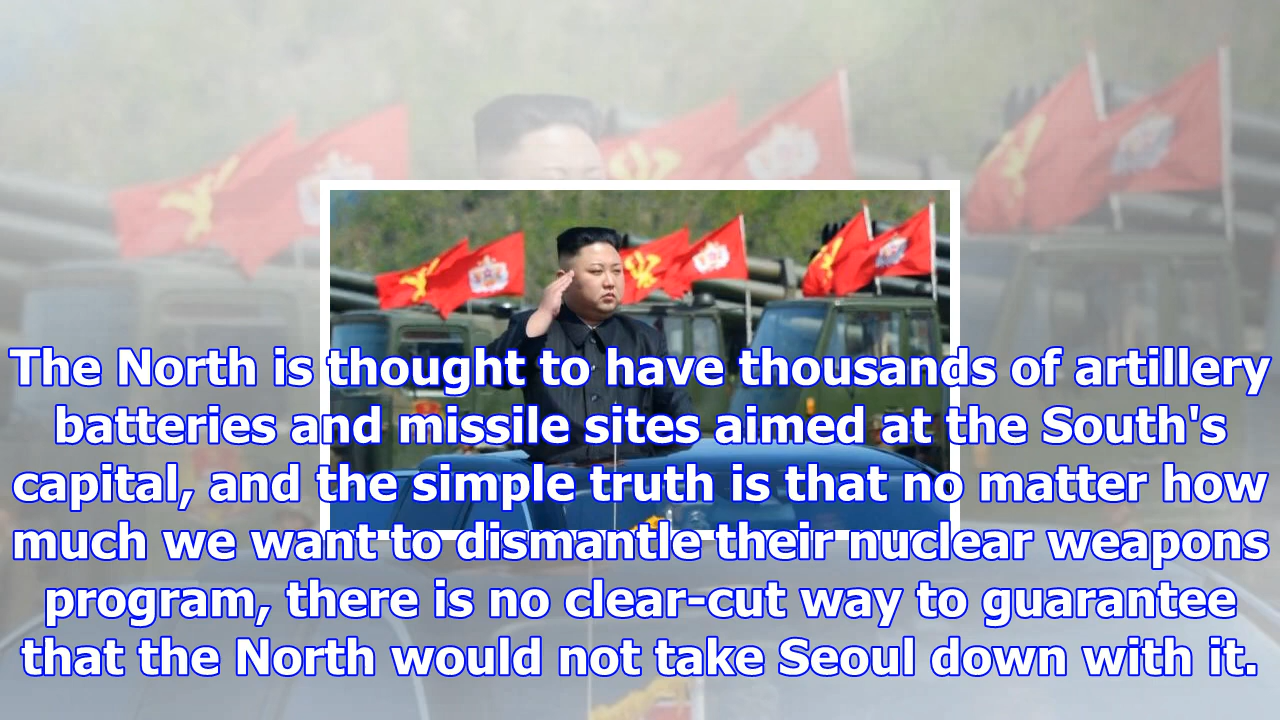 The North is thought to have thousands of artillery
batteries and missile sites aimed at the South's
capital, and the simple truth is that no matter how
much we want to dismantle their nuclear weapons
program, there is no clear-cut way to guarantee
that the North would not take Seoul down with it.